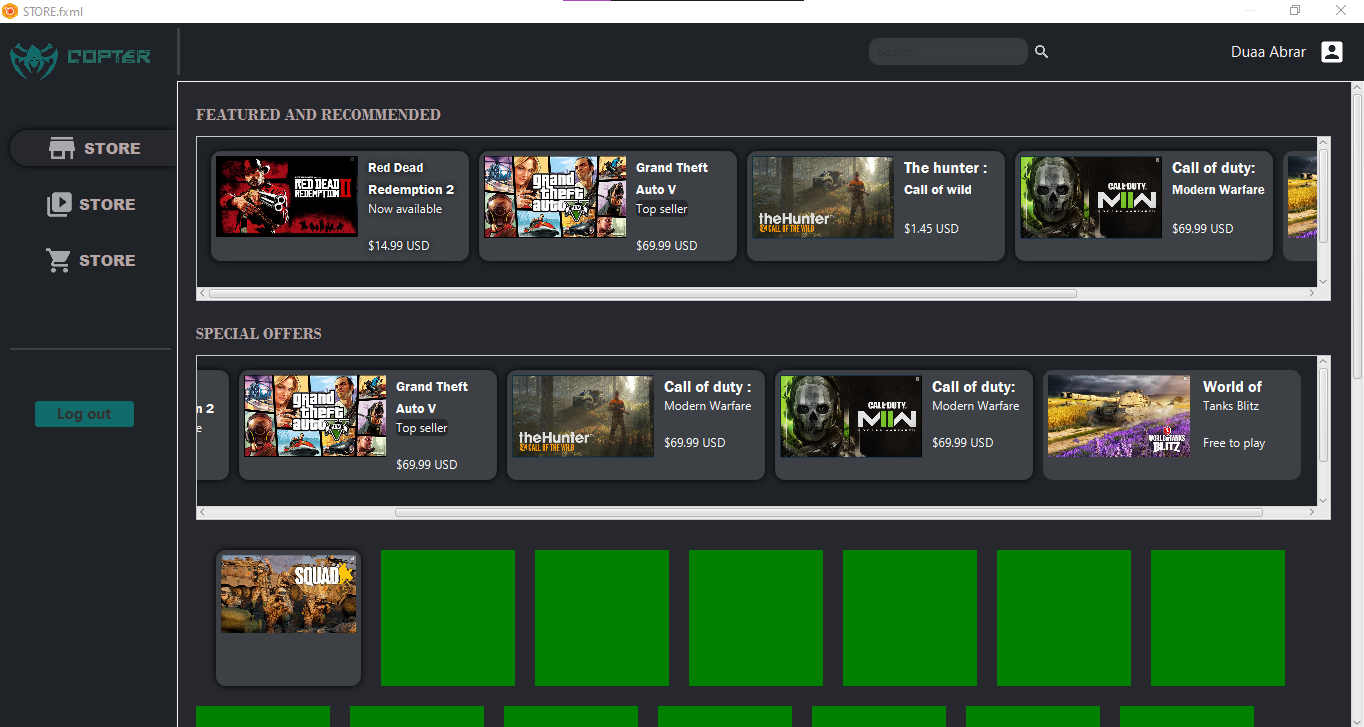 STORE.fxml
COPTER
Search
Duaa Abrar
STORE
STORE
STORE
Log out
FEATURED AND RECOMMENDED
RED DEAD
REDEMPTION II
Red Dead
Redemption 2
Now available
$14.99 USD
grand
theft
auto
V
Grand Theft
Auto V
Top seller
$69.99 USD
theHunter
CALL OF THE WILD
The hunter :
Call of wild
$1.45 USD
CALL OF DUTY
MWII
Call of duty:
Modern Warfare
$69.99 USD
SPECIAL OFFERS
n 2
e
grand
theft
auto
V
Grand Theft
Auto V
Top seller
$69.99 USD
theHunter
CALL OF THE WILD
Call of duty :
Modern Warfare
$69.99 USD
CALL OF DUTY
MWII
Call of duty:
Modern Warfare
$69.99 USD
WORLD OF TANKS
BLITZ
World of
Tanks Blitz
Free to play
SQUAD